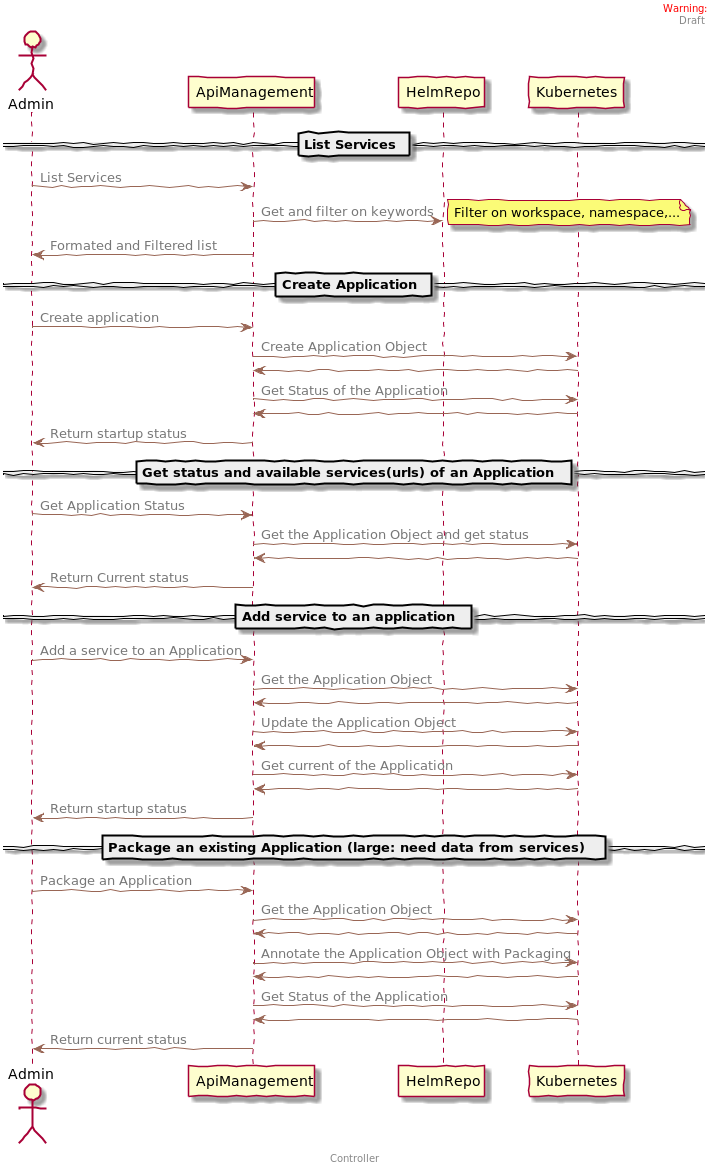 Warning:
Draft
Admin
ApiManagement
HelmRepo
Kubernetes
List Services
List Services
Get and filter on keywords
Filter on workspace, namespace,...
Formated and Filtered list
Create Application
Create application
Create Application Object
Get Status of the Application
Return startup status
Get status and available services(urls) of an Application
Get Application Status
Get the Application Object and get status
Return Current status
Add service to an application
Add a service to an Application
Get the Application Object
Update the Application Object
Get current of the Application
Return startup status
Package an existing Application (large: need data from services)
Package an Application
Get the Application Object
Annotate the Application Object with Packaging
Get Status of the Application
Return current status
Admin
ApiManagement
HelmRepo
Kubernetes
Controller